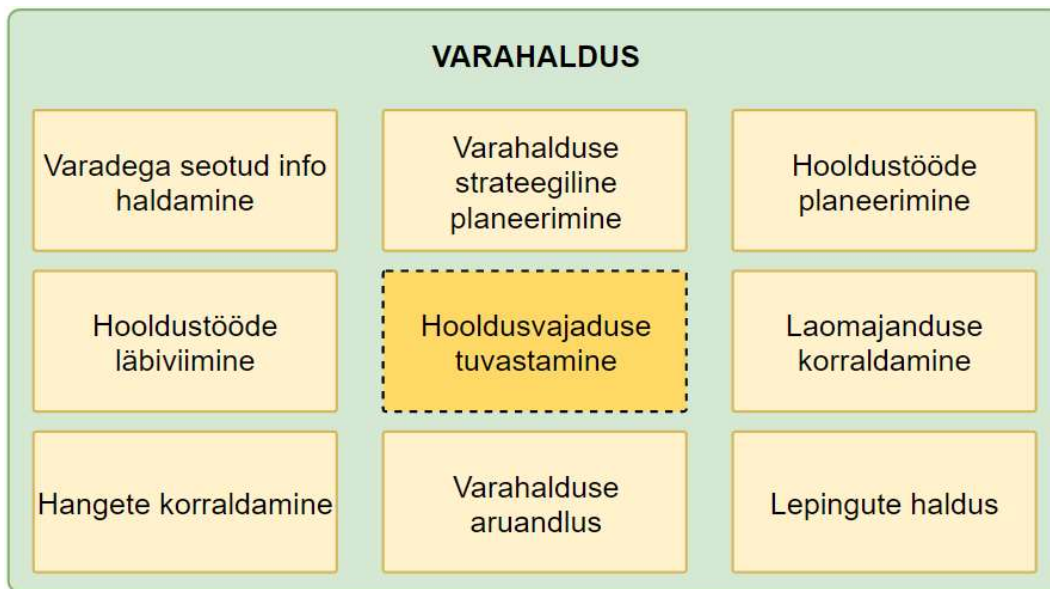 VARAHALDUS
Varadega seotud info
haldamine
Varahalduse
strateegiline
planeerimine
Hooldustööde
planeerimine
Hooldustööde
läbiviimine
Hooldusvajaduse
tuvastamine
Laomajanduse
korraldamine
Hangete korraldamine
Varahalduse
aruandlus
Lepingute haldus